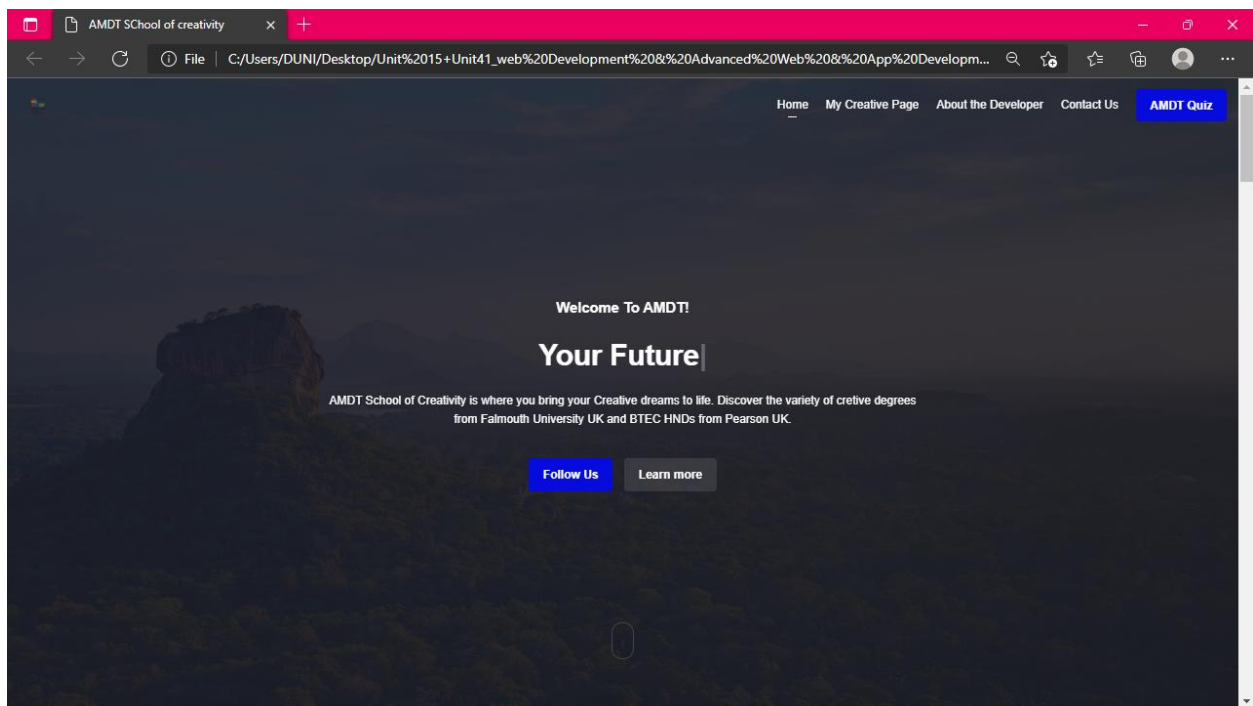 AMDT SChool of creativity
File | C:/Users/DUNI/Desktop/Unit%2015+Unit41_web%20Development%20&%20Advanced%20Web%20&%20App%20Developm...
Home My Creative Page About the Developer Contact Us AMDT Quiz
Welcome To AMDT!
Your Future|
AMDT School of Creativity is where you bring your Creative dreams to life. Discover the variety of cretive degrees
from Falmouth University UK and BTEC HNDs from Pearson UK.
Follow Us Learn more